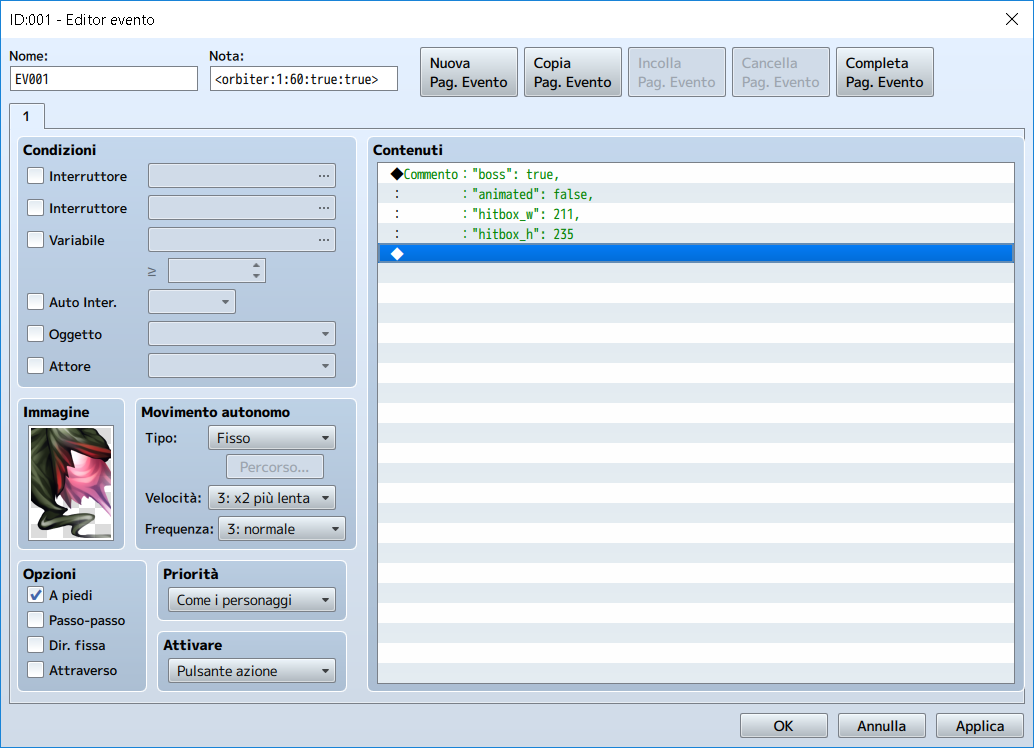 ID:001 - Editor evento
Nome:
EV001
Nota:
<orbiter:1:60:true:true>
Nuova
Pag. Evento
Copia
Pag. Evento
Incolla
Pag. Evento
Cancella
Pag. Evento
Completa
Pag. Evento
1
Condizioni
Interruttore ...
Interruttore ...
Variabile ...
≥
Auto Inter.
Oggetto
Attore
Immagine
Movimento autonomo
Tipo: Fisso
Percorso...
Velocità: 3: x2 più lenta
Frequenza: 3: normale
Opzioni
A piedi
Passo-passo
Dir. fissa
Attraverso
Priorità
Come i personaggi
Attivare
Pulsante azione
Contenuti
◆Commento : "boss": true,
: : "animated": false,
: : "hitbox_w": 211,
: : "hitbox_h": 235
◆
OK
Annulla
Applica